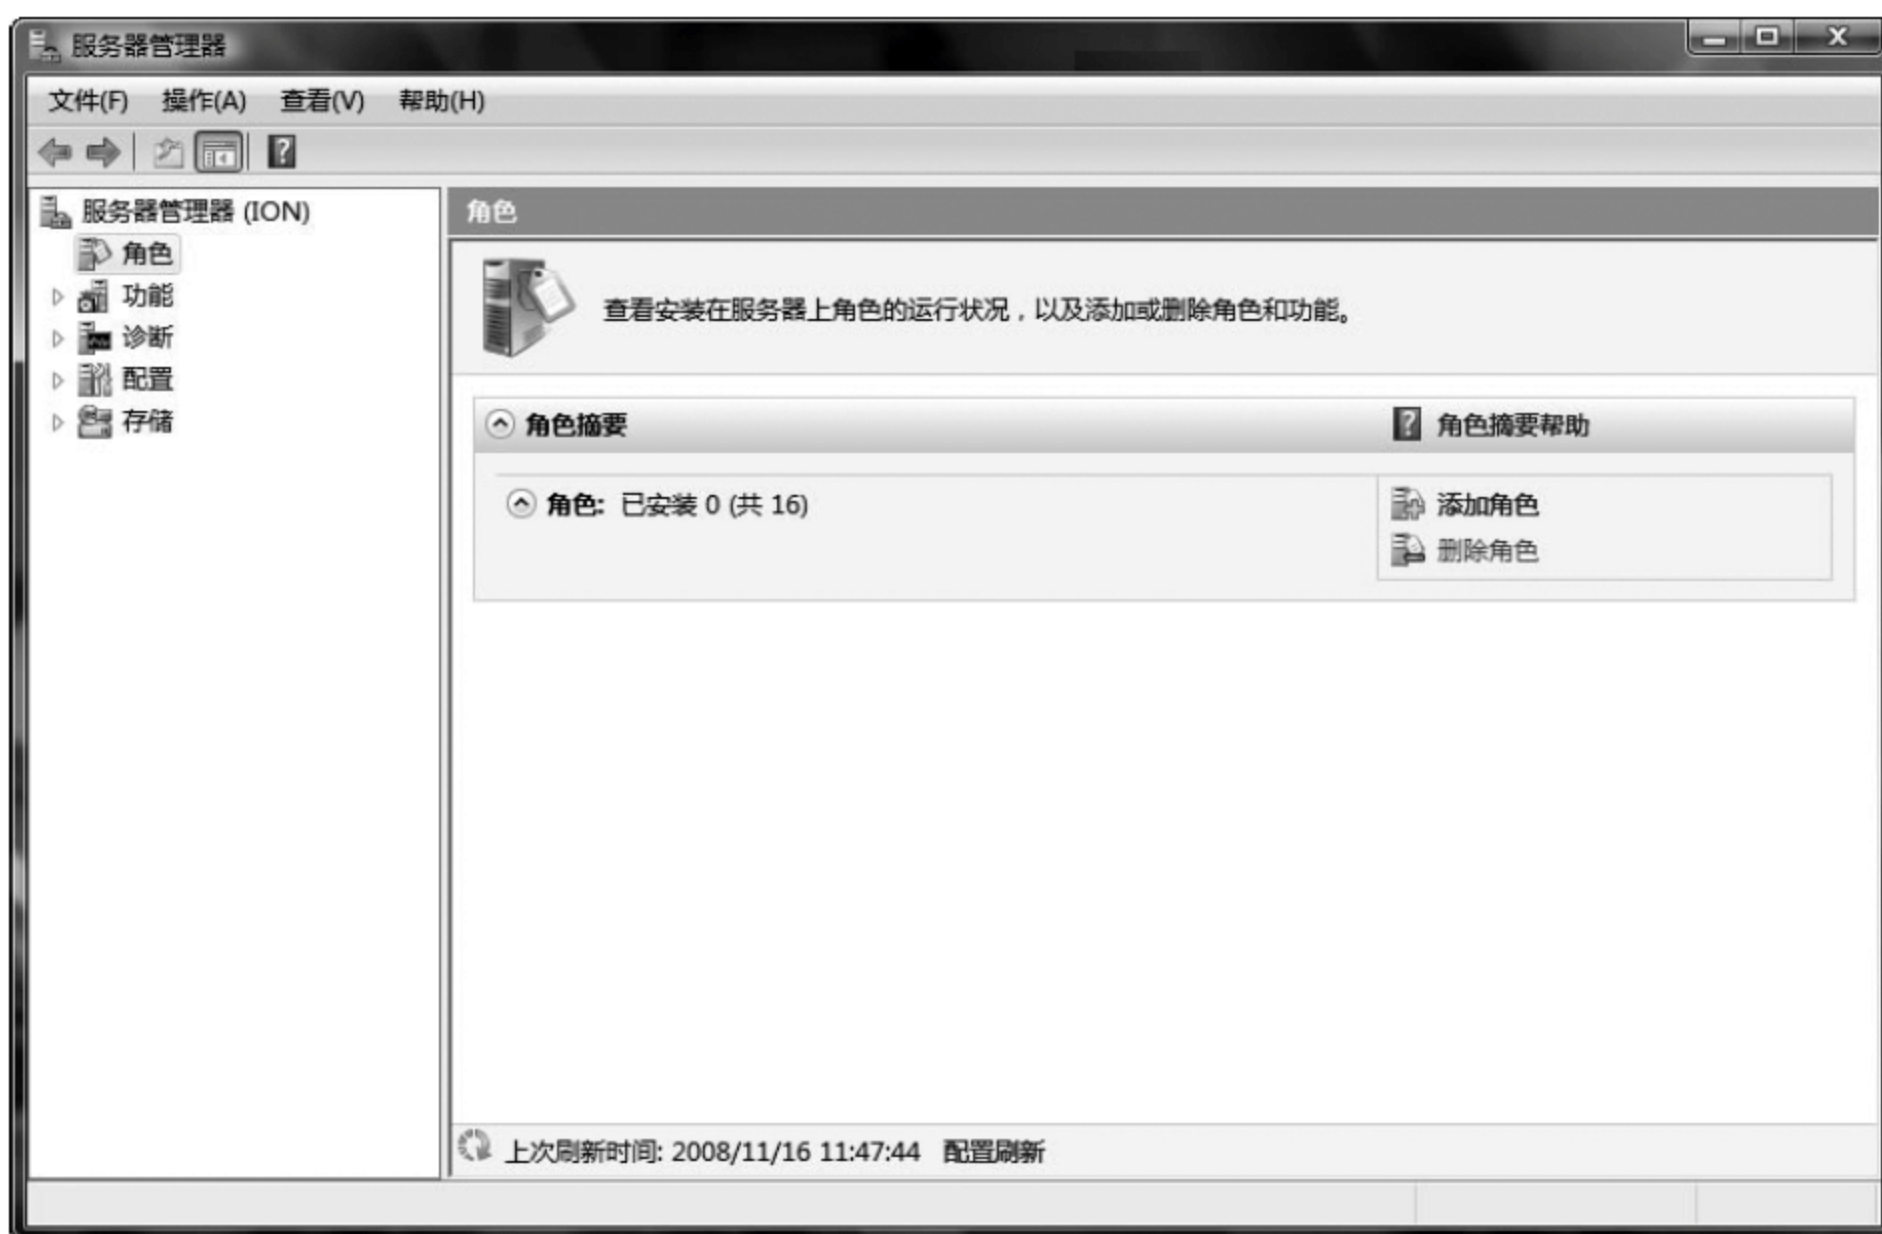 服务器管理器
文件(F) 操作(A) 查看(V) 帮助(H)
服务器管理器 (ION)
角色
功能
诊断
配置
存储
角色
查看安装在服务器上角色的运行状况，以及添加或删除角色和功能。
角色摘要
角色摘要帮助
角色: 已安装 0 (共 16)
添加角色
删除角色
上次刷新时间: 2008/11/16 11:47:44 配置刷新